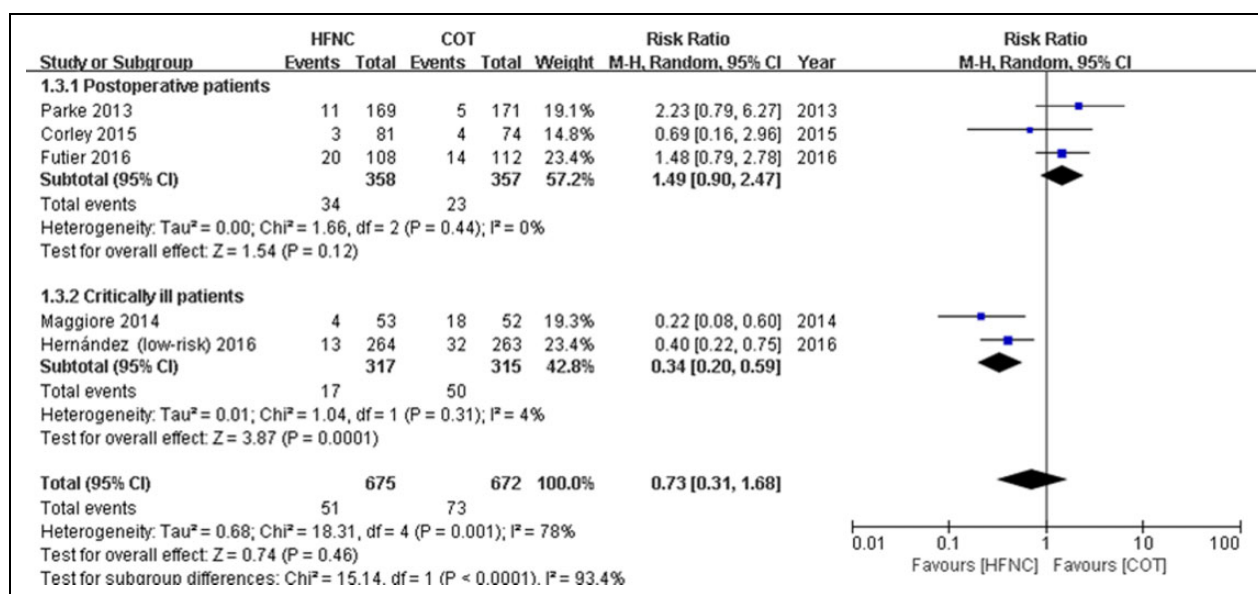 HFNC COT Risk Ratio Risk Ratio
Study or Subgroup Events Total Events Total Weight M-H, Random, 95% CI Year M-H, Random, 95% CI
1.3.1 Postoperative patients
Parke 2013 11 169 5 171 19.1% 2.23 [0.79, 6.27] 2013
Corley 2015 3 81 4 74 14.8% 0.69 [0.16, 2.96] 2015
Futier 2016 20 108 14 112 23.4% 1.48 [0.79, 2.78] 2016
Subtotal (95% CI) 358 357 57.2% 1.49 [0.90, 2.47]
Total events 34 23
Heterogeneity: Tau² = 0.00; Chi² = 1.66, df = 2 (P = 0.44); I² = 0%
Test for overall effect: Z = 1.54 (P = 0.12)
1.3.2 Critically ill patients
Maggiore 2014 4 53 18 52 19.3% 0.22 [0.08, 0.60] 2014
Hernández (low-risk) 2016 13 264 32 263 23.4% 0.40 [0.22, 0.75] 2016
Subtotal (95% CI) 317 315 42.8% 0.34 [0.20, 0.59]
Total events 17 50
Heterogeneity: Tau² = 0.01; Chi² = 1.04, df = 1 (P = 0.31); I² = 4%
Test for overall effect: Z = 3.87 (P = 0.0001)
Total (95% CI) 675 672 100.0% 0.73 [0.31, 1.68]
Total events 51 73
Heterogeneity: Tau² = 0.68; Chi² = 18.31, df = 4 (P = 0.001); I² = 78%
Test for overall effect: Z = 0.74 (P = 0.46)
Test for subgroup differences: Chi² = 15.14, df = 1 (P < 0.0001), I² = 93.4%
0.01 0.1 1 10 100
Favours [HFNC] Favours [COT]